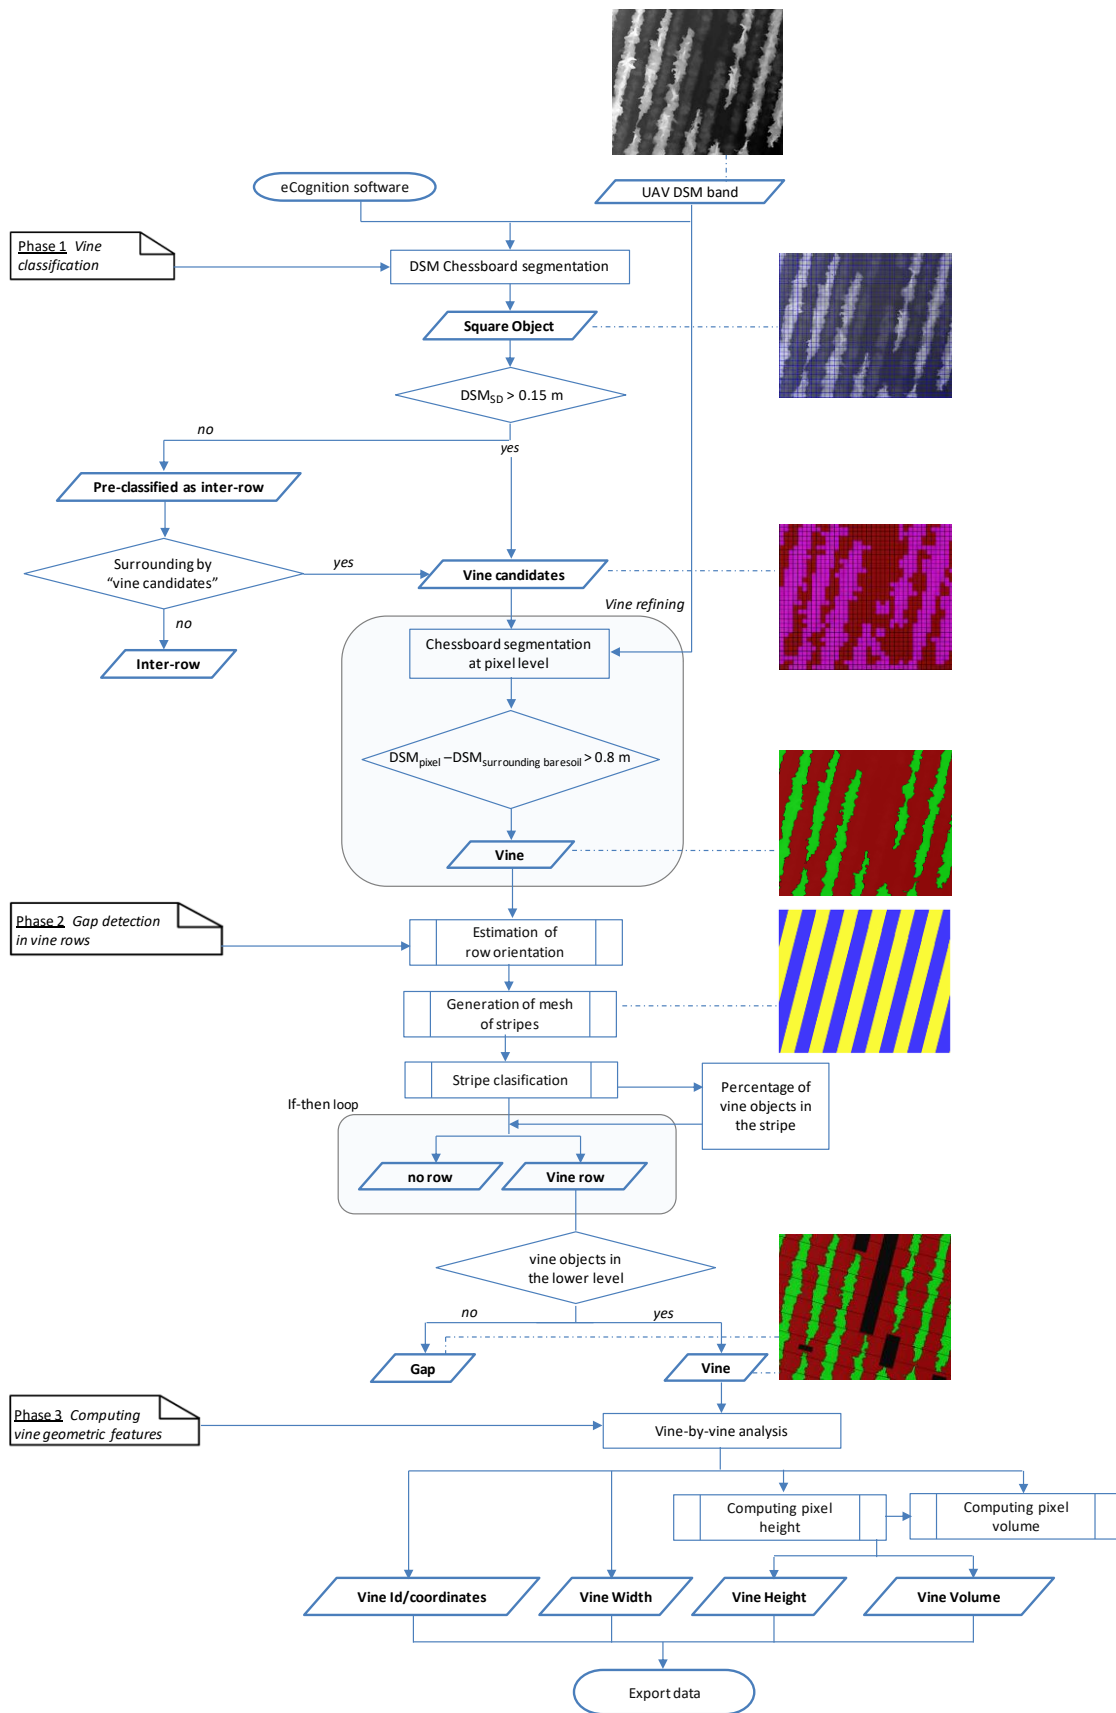 eCognition software
UAV DSM band
Phase 1 Vine
classification
DSM Chessboard segmentation
Square Object
DSMSD > 0.15 m
no
yes
Pre-classified as inter-row
Surrounding by
“vine candidates”
yes
Vine candidates
no
Inter-row
Vine refining
Chessboard segmentation
at pixel level
DSMpixel –DSMsurrounding baresoil > 0.8 m
Vine
Phase 2 Gap detection
in vine rows
Estimation of
row orientation
Generation of mesh
of stripes
Stripe clasification
Percentage of
vine objects in
the stripe
If-then loop
no row
Vine row
vine objects in
the lower level
no
yes
Gap
Vine
Phase 3 Computing
vine geometric features
Vine-by-vine analysis
Computing pixel
height
Computing pixel
volume
Vine Id/coordinates
Vine Width
Vine Height
Vine Volume
Export data